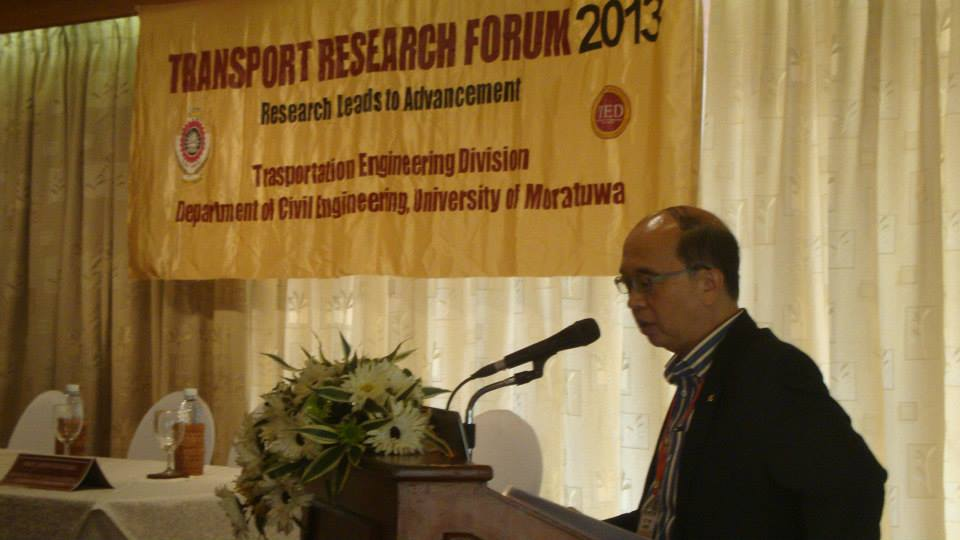 TRANSPORT RESEARCH FORUM 2013
Research Leads to Advancement
TED
Trasportation Engineering Division
Department of Civil Engineering, University of Moratuwa